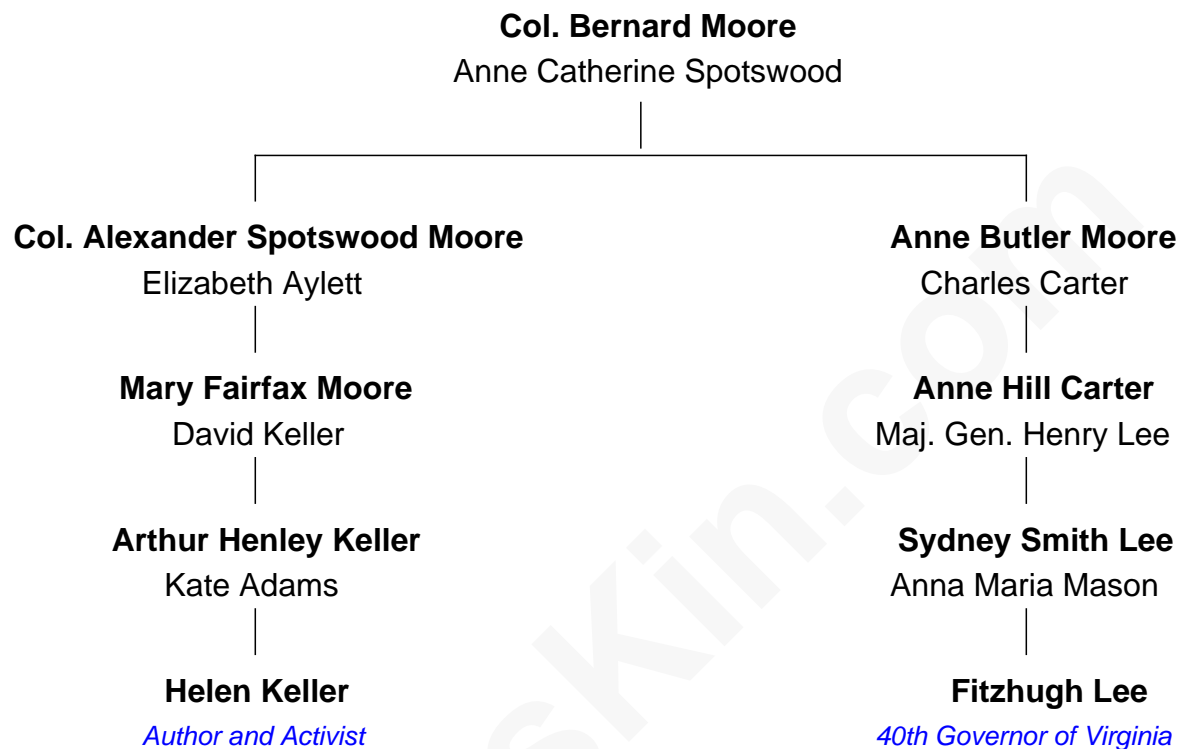 Col. Bernard Moore
Anne Catherine Spotswood
Col. Alexander Spotswood Moore
Elizabeth Aylett
Anne Butler Moore
Charles Carter
Mary Fairfax Moore
David Keller
Anne Hill Carter
Maj. Gen. Henry Lee
Arthur Henley Keller
Kate Adams
Sydney Smith Lee
Anna Maria Mason
Helen Keller
Author and Activist
Fitzhugh Lee
40th Governor of Virginia
sKin.com